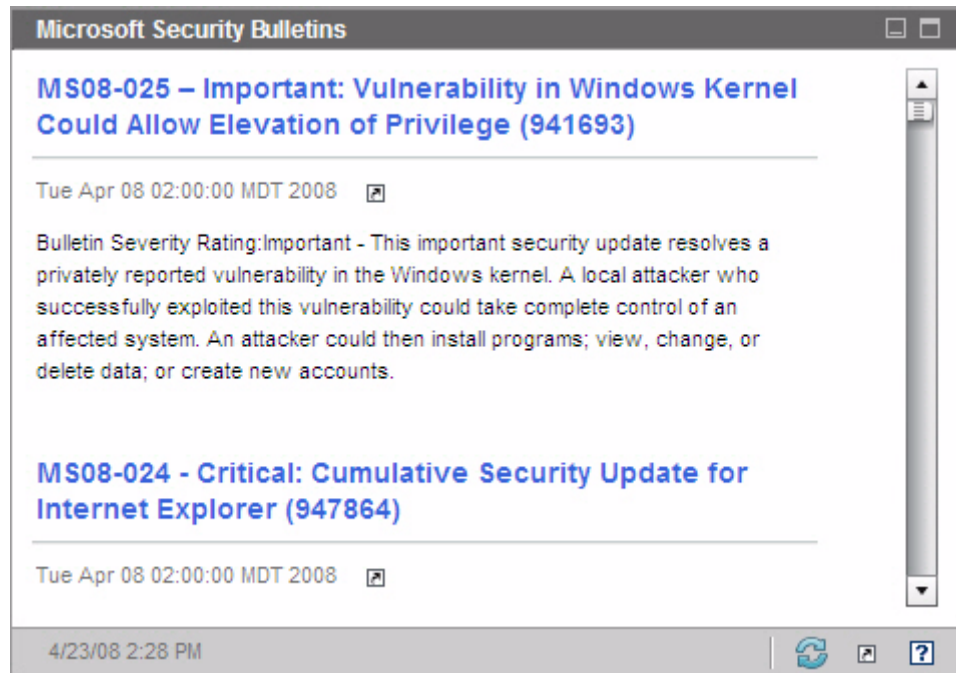 Microsoft Security Bulletins
MS08-025 – Important: Vulnerability in Windows Kernel
Could Allow Elevation of Privilege (941693)
Tue Apr 08 02:00:00 MDT 2008
Bulletin Severity Rating:Important - This important security update resolves a
privately reported vulnerability in the Windows kernel. A local attacker who
successfully exploited this vulnerability could take complete control of an
affected system. An attacker could then install programs; view, change, or
delete data; or create new accounts.
MS08-024 - Critical: Cumulative Security Update for
Internet Explorer (947864)
Tue Apr 08 02:00:00 MDT 2008
4/23/08 2:28 PM
?